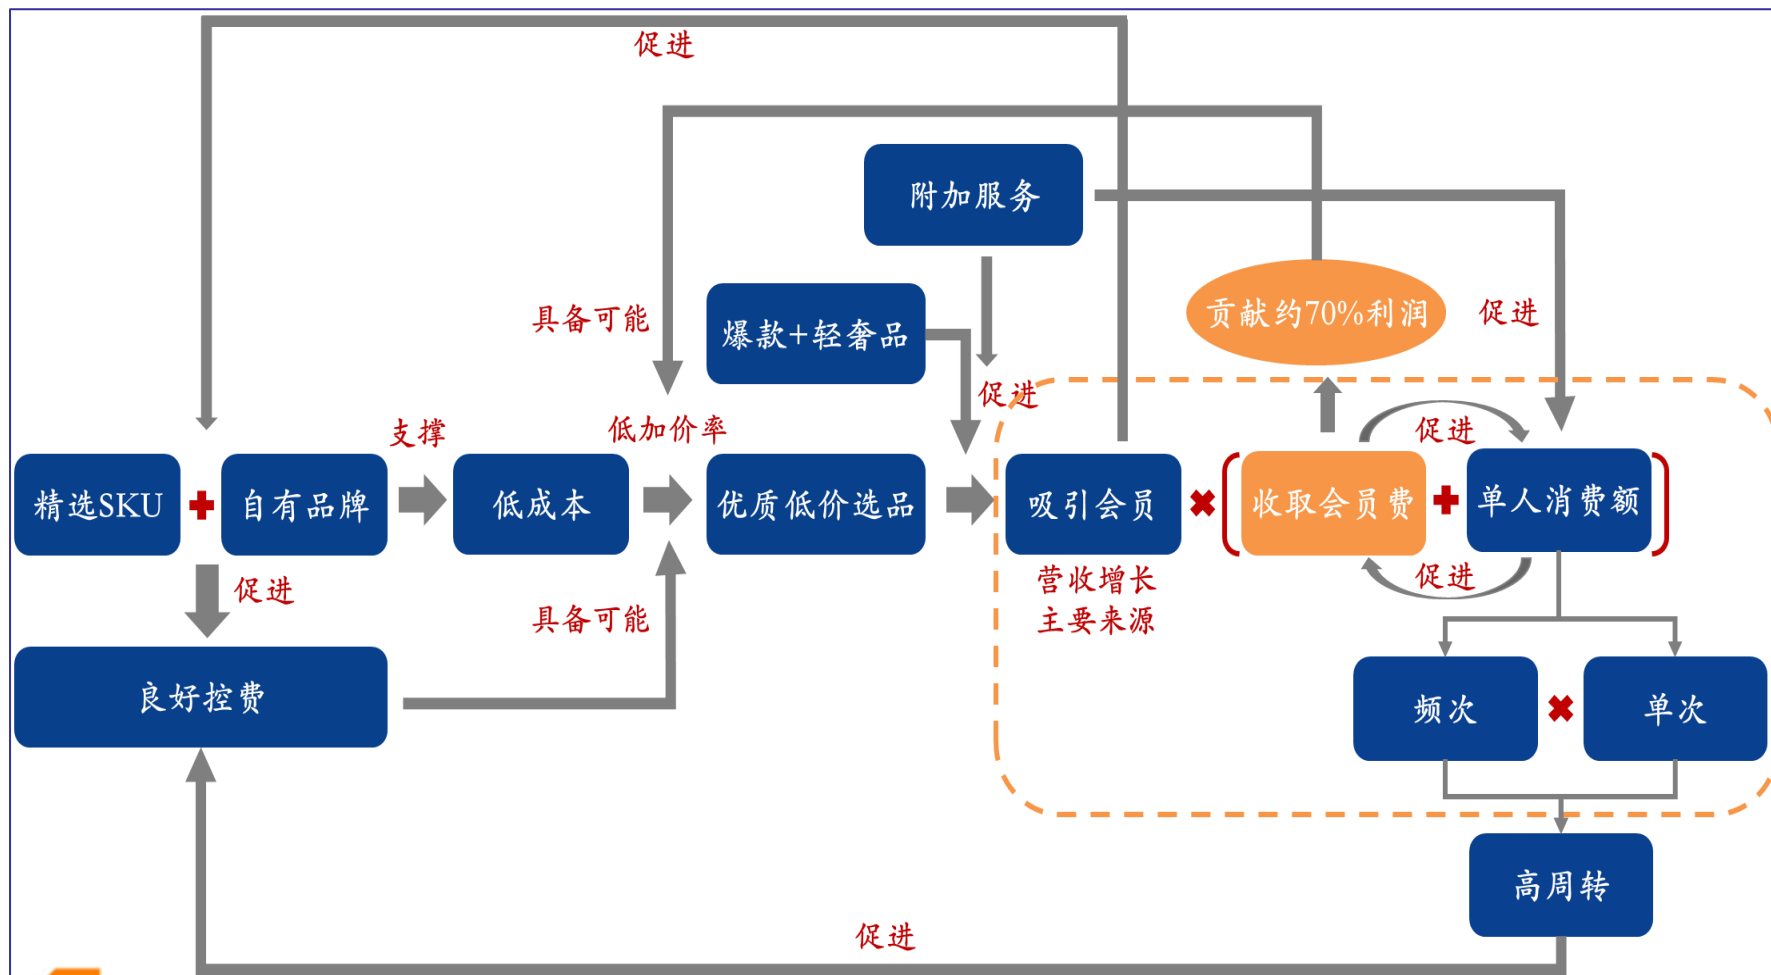 促进
附加服务
贡献约70%利润
具备可能
爆款+轻奢品
促进
促进
支撑
低加价率
促进
精选SKU
自有品牌
低成本
优质低价选品
吸引会员
收取会员费
单人消费额
促进
促进
营收增长
主要来源
具备可能
良好控费
频次
单次
高周转
促进